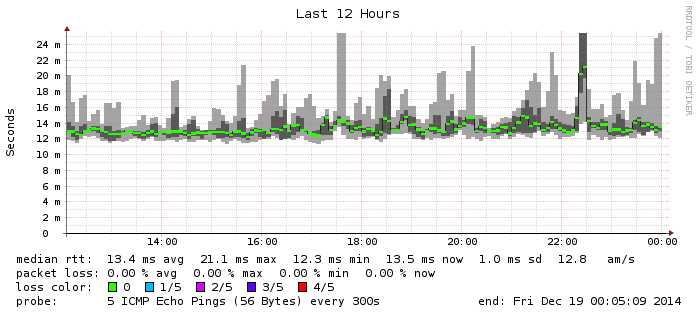 Last 12 Hours
RRDTOOL / TOBI OETIKER
Seconds
24 m
22 m
20 m
18 m
16 m
14 m
12 m
10 m
8 m
6 m
4 m
2 m
0
14:00 16:00 18:00 20:00 22:00 00:00
median rtt: 13.4 ms avg 21.1 ms max 12.3 ms min 13.5 ms now 1.0 ms sd 12.8 am/s
packet loss: 0.00 % avg 0.00 % max 0.00 % min 0.00 % now
loss color: 0 1/5 2/5 3/5 4/5
probe: 5 ICMP Echo Pings (56 Bytes) every 300s end: Fri Dec 19 00:05:09 2014